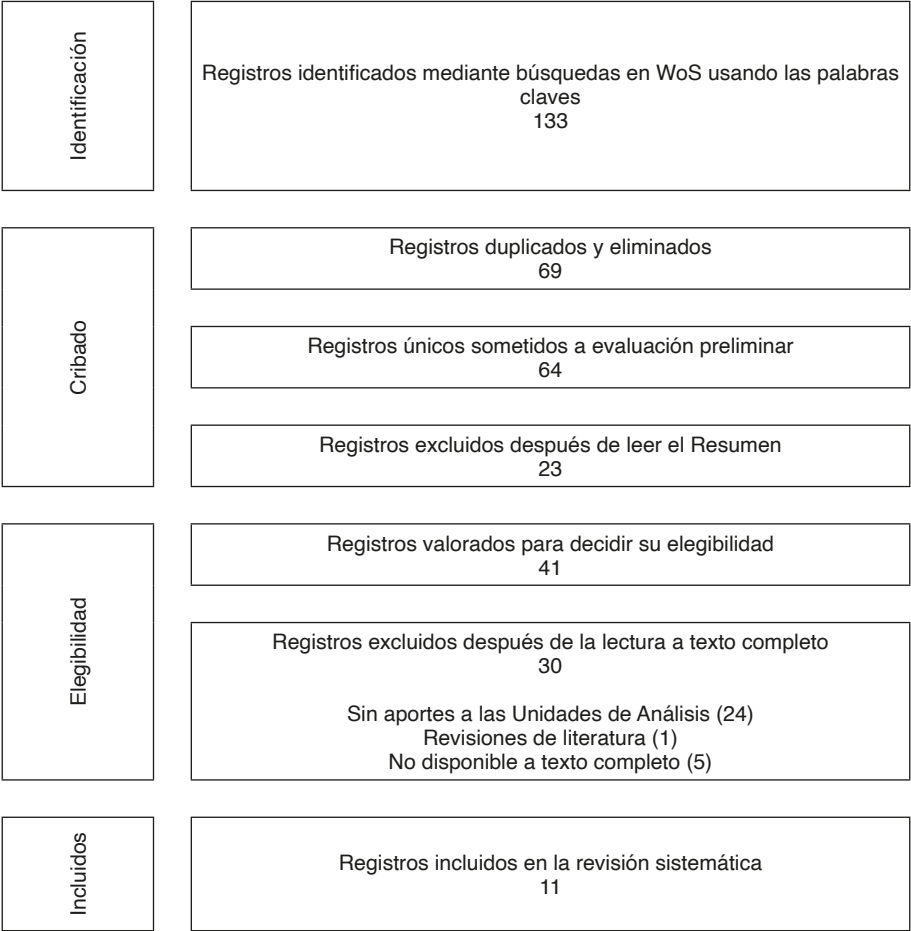 Identificación
Registros identificados mediante búsquedas en WoS usando las palabras
claves
133
Cribado
Registros duplicados y eliminados
69
Registros únicos sometidos a evaluación preliminar
64
Registros excluidos después de leer el Resumen
23
Elegibilidad
Registros valorados para decidir su elegibilidad
41
Registros excluidos después de la lectura a texto completo
30
Sin aportes a las Unidades de Análisis (24)
Revisiones de literatura (1)
No disponible a texto completo (5)
Incluidos
Registros incluidos en la revisión sistemática
11